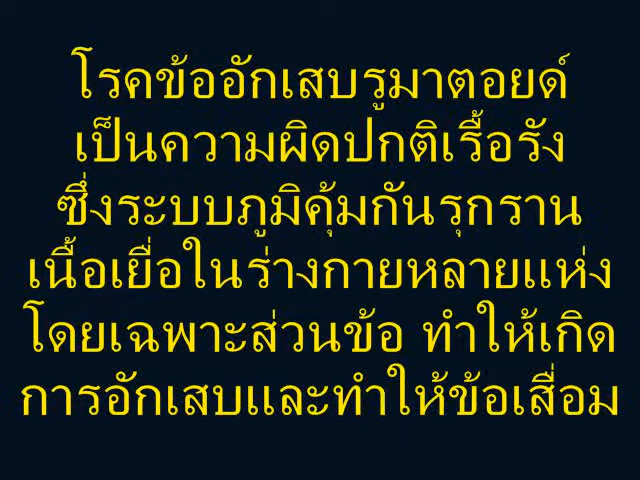 โรคข้ออักเสบรูมาตอยด์
เป็นความผิดปกติเรื้อรัง
ซึ่งระบบภูมิคุ้มกันรุกราน
เนื้อเยื่อในร่างกายหลายแห่ง
โดยเฉพาะส่วนข้อ ทำให้เกิด
การอักเสบและทำให้ข้อเสื่อม